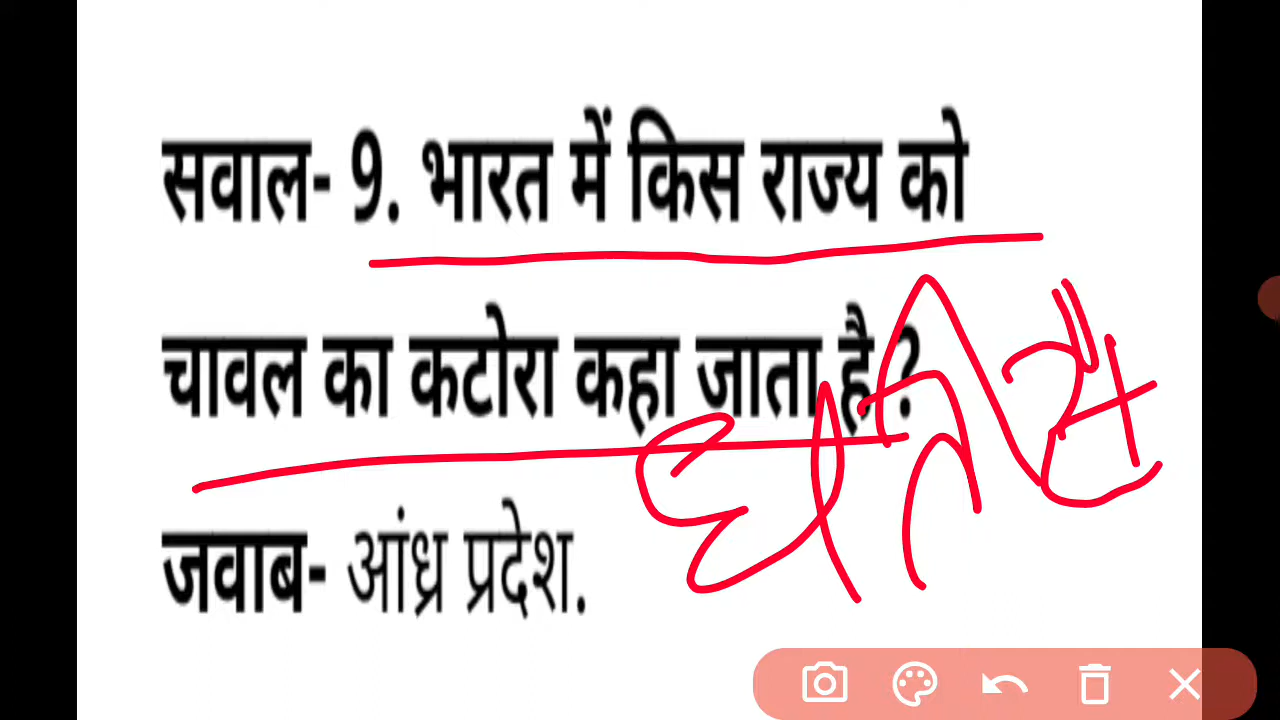 सवाल- 9. भारत में किस राज्य को
चावल का कटोरा कहा जाता है ?
जवाब- आंध्र प्रदेश.